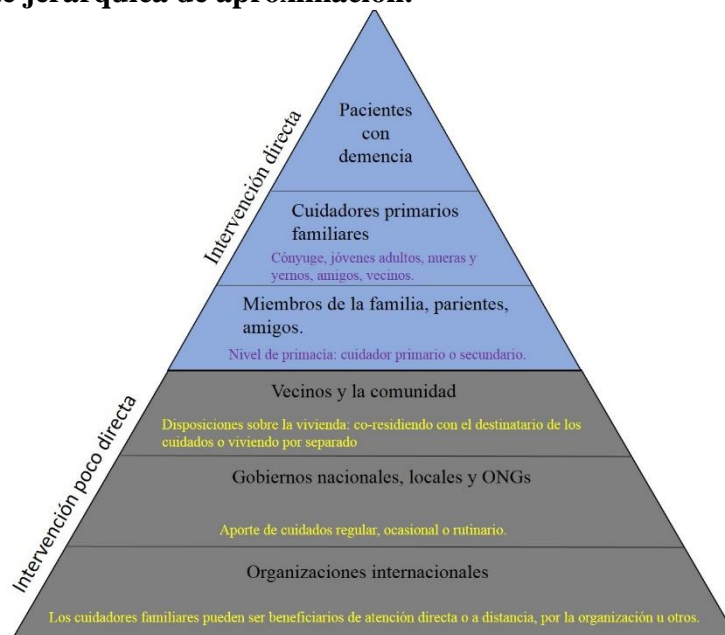 jerárquica de aproximación.
Pacientes
con
demencia
Intervención directa
Cuidadores primarios
familiares
Cónyuge, jóvenes adultos, nueras y
yernos, amigos, vecinos.
Miembros de la familia, parientes,
amigos.
Nivel de primacía: cuidador primario o secundario.
Intervención poco directa
Vecinos y la comunidad
Disposiciones sobre la vivienda: co-residiendo con el destinatario de los
cuidados o viviendo por separado
Gobiernos nacionales, locales y ONGs
Aporte de cuidados regular, ocasional o rutinario.
Organizaciones internacionales
Los cuidadores familiares pueden ser beneficiarios de atención directa o a distancia, por la organización u otros.